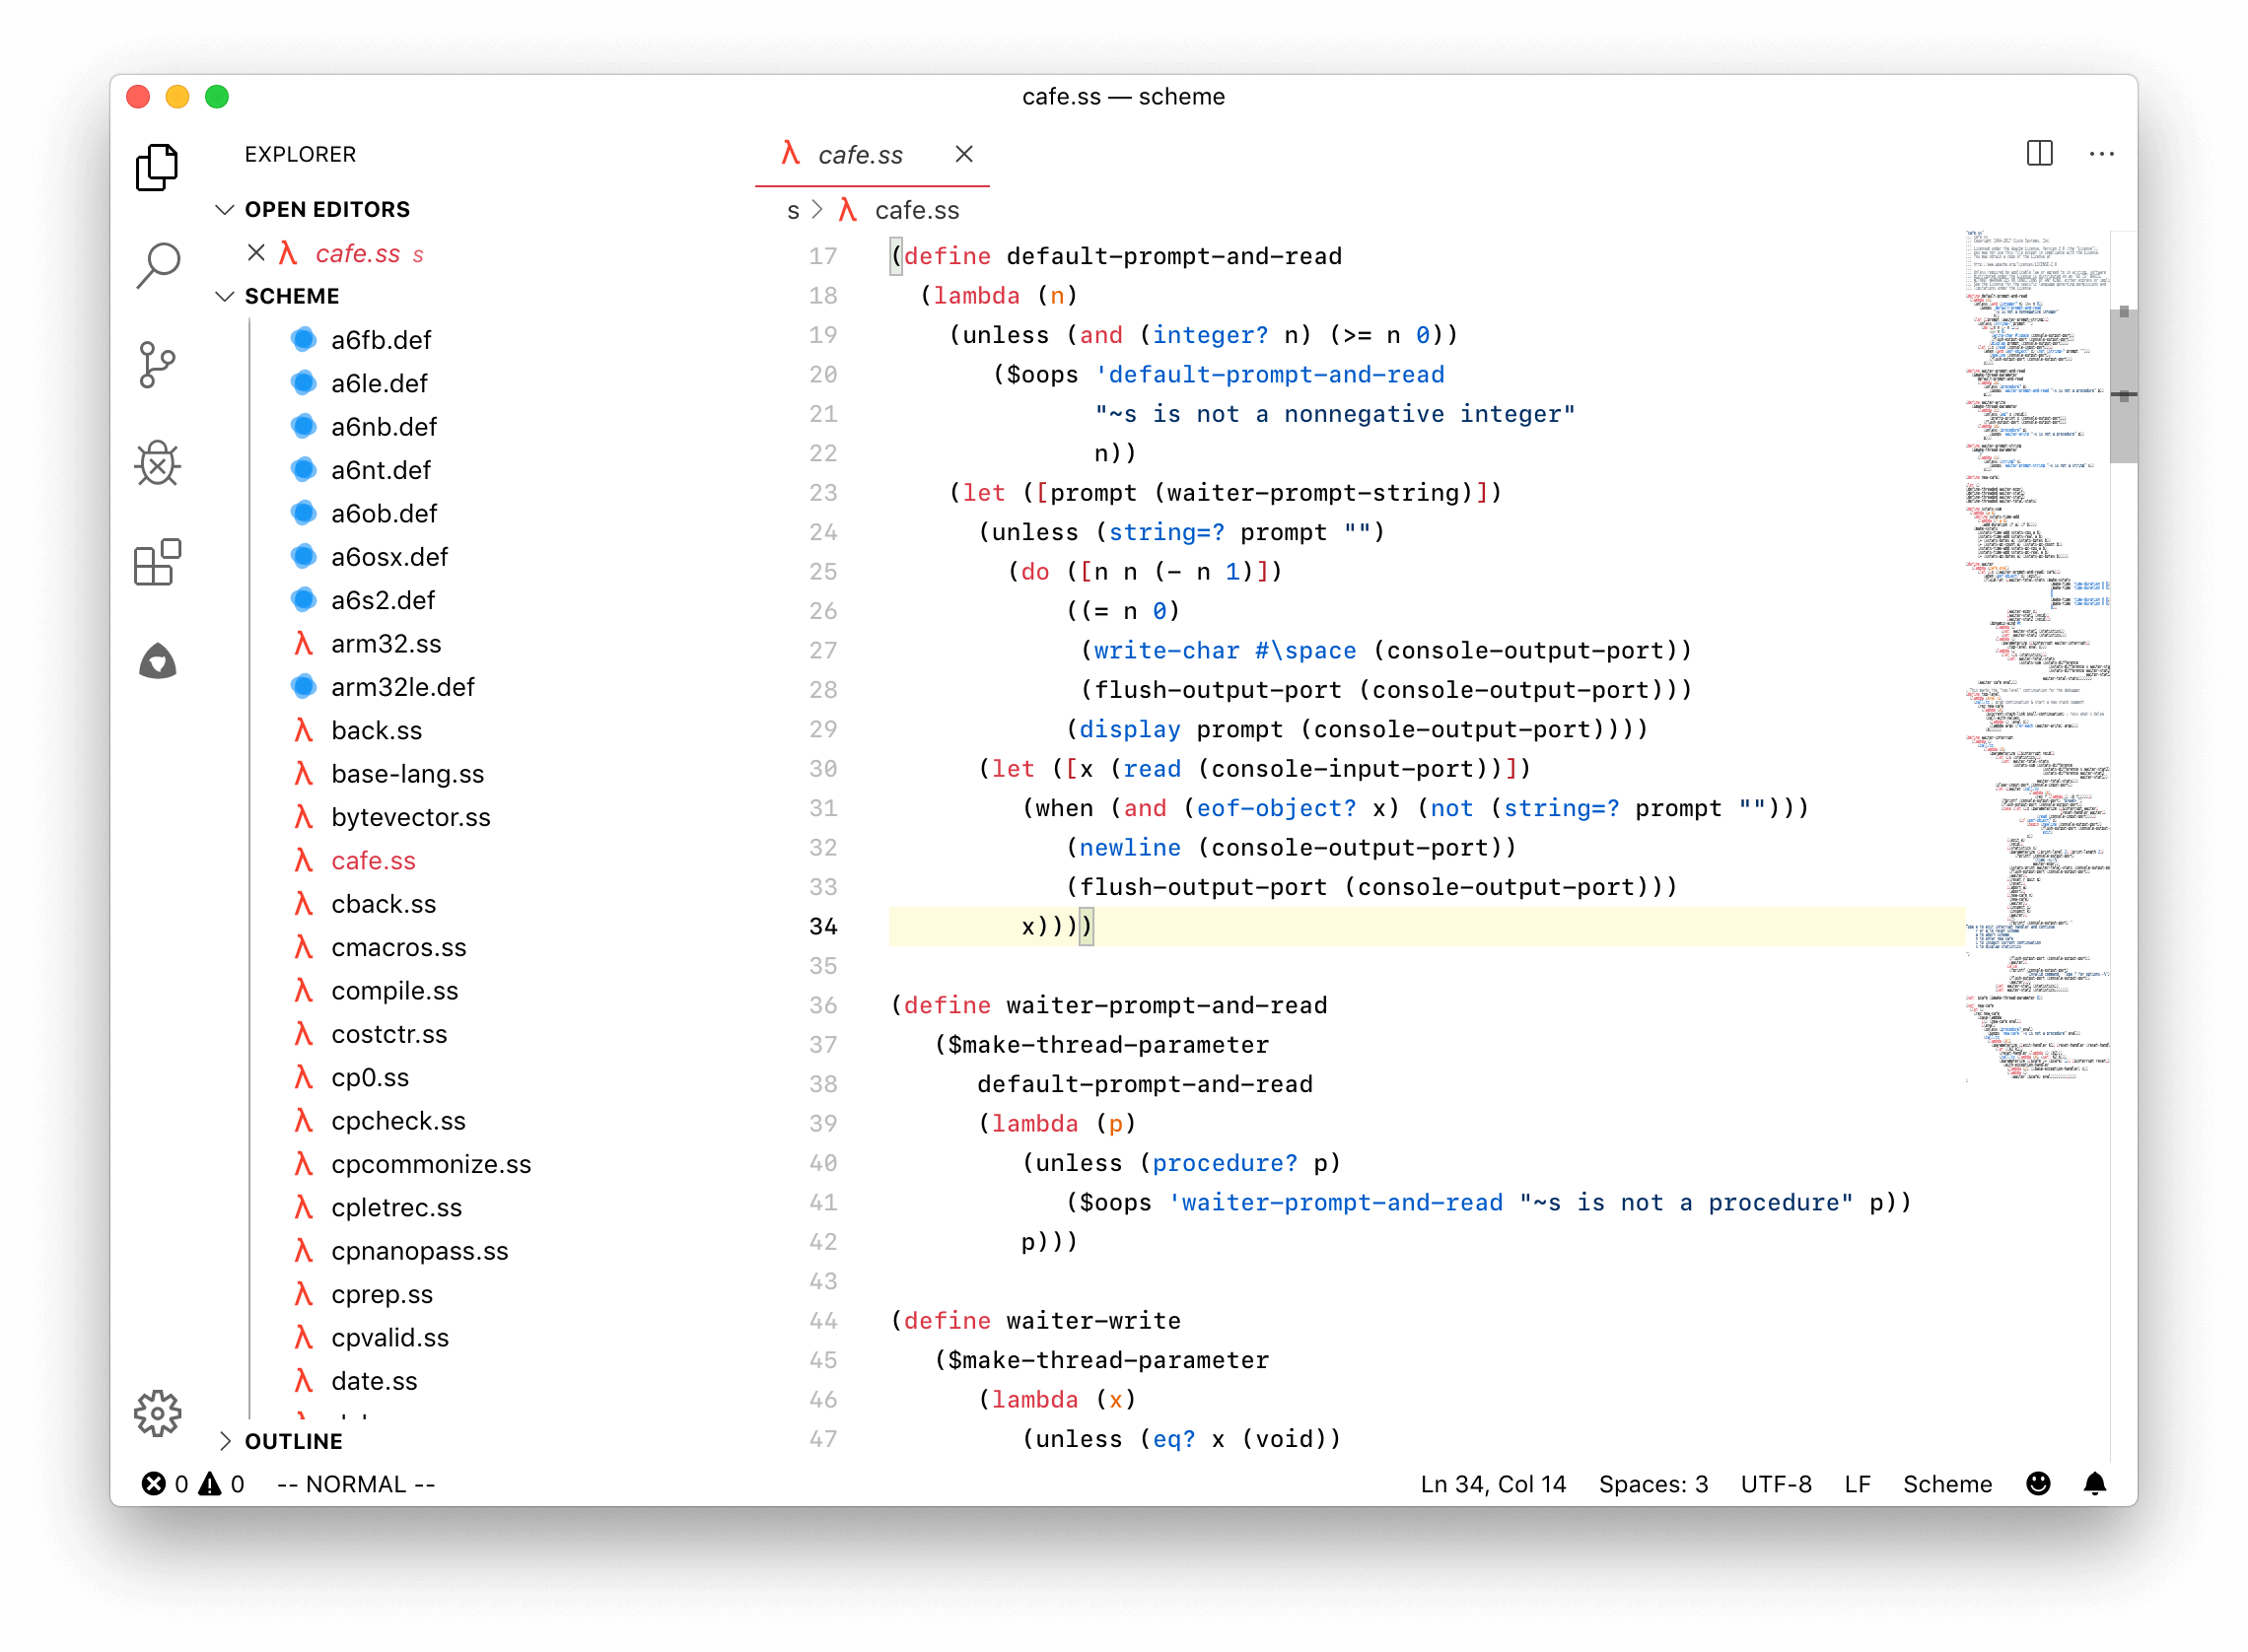 cafe.ss — scheme
EXPLORER
OPEN EDITORS
cafe.ss s
SCHEME
a6fb.def
a6le.def
a6nb.def
a6nt.def
a6ob.def
a6osx.def
a6s2.def
arm32.ss
arm32le.def
back.ss
base-lang.ss
bytevector.ss
cafe.ss
cback.ss
cmacros.ss
compile.ss
costctr.ss
cp0.ss
cpcheck.ss
cpcommonize.ss
cpletrec.ss
cpnanopass.ss
cprep.ss
cpvalid.ss
date.ss
OUTLINE
cafe.ss
s > cafe.ss
17 (define default-prompt-and-read
18   (lambda (n)
19     (unless (and (integer? n) (>= n 0))
20        ($oops 'default-prompt-and-read
21               "~s is not a nonnegative integer"
22               n))
23     (let ([prompt (waiter-prompt-string)])
24       (unless (string=? prompt "")
25         (do ([n n (- n 1)])
26             ((= n 0)
27              (write-char #\space (console-output-port))
28              (flush-output-port (console-output-port)))
29             (display prompt (console-output-port))))
30       (let ([x (read (console-input-port))])
31          (when (and (eof-object? x) (not (string=? prompt "")))
32             (newline (console-output-port))
33             (flush-output-port (console-output-port)))
34          x))))
35
36 (define waiter-prompt-and-read
37    ($make-thread-parameter
38       default-prompt-and-read
39       (lambda (p)
40          (unless (procedure? p)
41             ($oops 'waiter-prompt-and-read "~s is not a procedure" p))
42          p)))
43
44 (define waiter-write
45    ($make-thread-parameter
46       (lambda (x)
47          (unless (eq? x (void))
0 0 -- NORMAL -- Ln 34, Col 14 Spaces: 3 UTF-8 LF Scheme